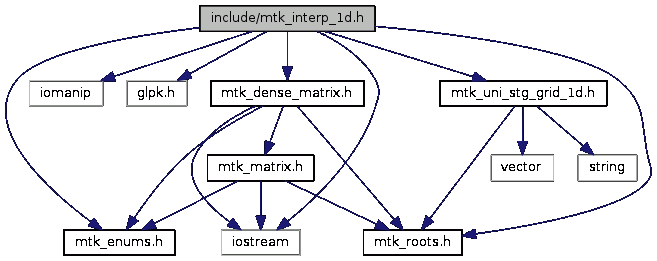 include/mtk_interp_1d.h
iomanip
glpk.h
mtk_dense_matrix.h
mtk_uni_stg_grid_1d.h
mtk_matrix.h
vector
string
mtk_enums.h
iostream
mtk_roots.h